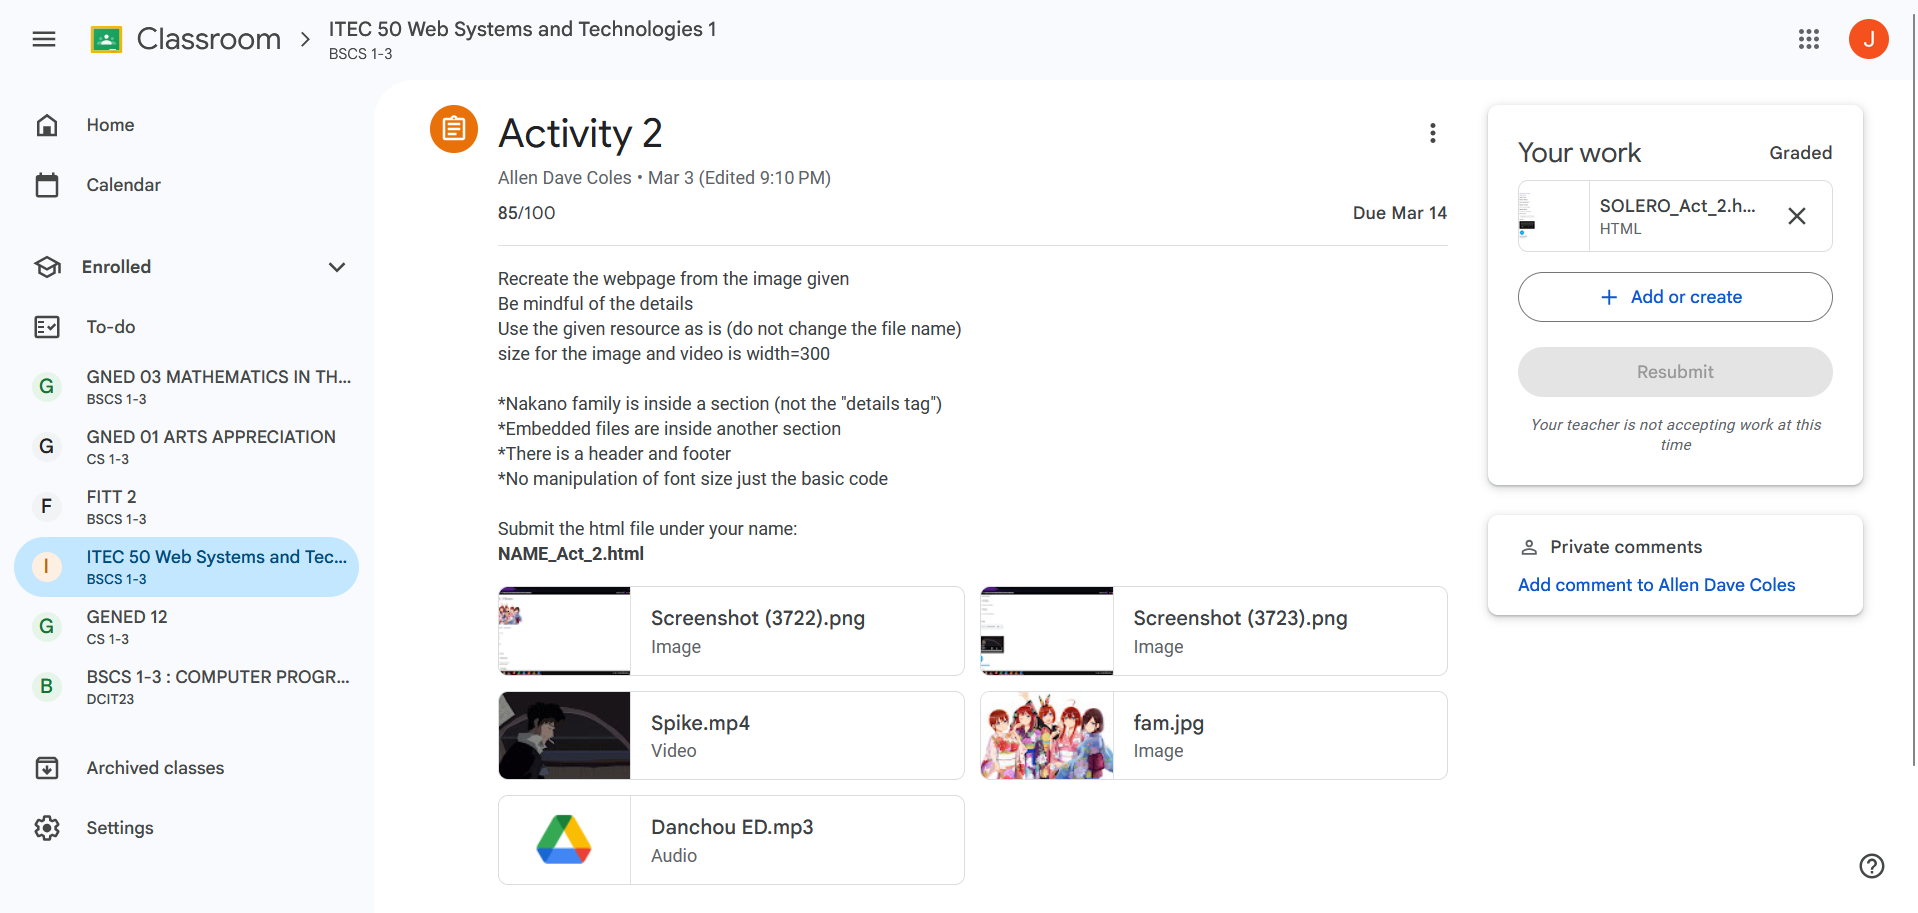 Classroom
ITEC 50 Web Systems and Technologies 1
BSCS 1-3
J
Home
Calendar
Enrolled
To-do
G
GNED 03 MATHEMATICS IN TH...
BSCS 1-3
G
GNED 01 ARTS APPRECIATION
CS 1-3
F
FITT 2
BSCS 1-3
I
ITEC 50 Web Systems and Tec...
BSCS 1-3
G
GENED 12
CS 1-3
B
BSCS 1-3 : COMPUTER PROGR...
DCIT23
Archived classes
Settings
Activity 2
Allen Dave Coles • Mar 3 (Edited 9:10 PM)
85/100
Due Mar 14
Recreate the webpage from the image given
Be mindful of the details
Use the given resource as is (do not change the file name)
size for the image and video is width=300
*Nakano family is inside a section (not the "details tag")
*Embedded files are inside another section
*There is a header and footer
*No manipulation of font size just the basic code
Submit the html file under your name:
NAME_Act_2.html
Screenshot (3722).png
Image
Screenshot (3723).png
Image
Spike.mp4
Video
fam.jpg
Image
Danchou ED.mp3
Audio
Your work
Graded
SOLERO_Act_2.h...
HTML
+ Add or create
Resubmit
Your teacher is not accepting work at this
time
Private comments
Add comment to Allen Dave Coles